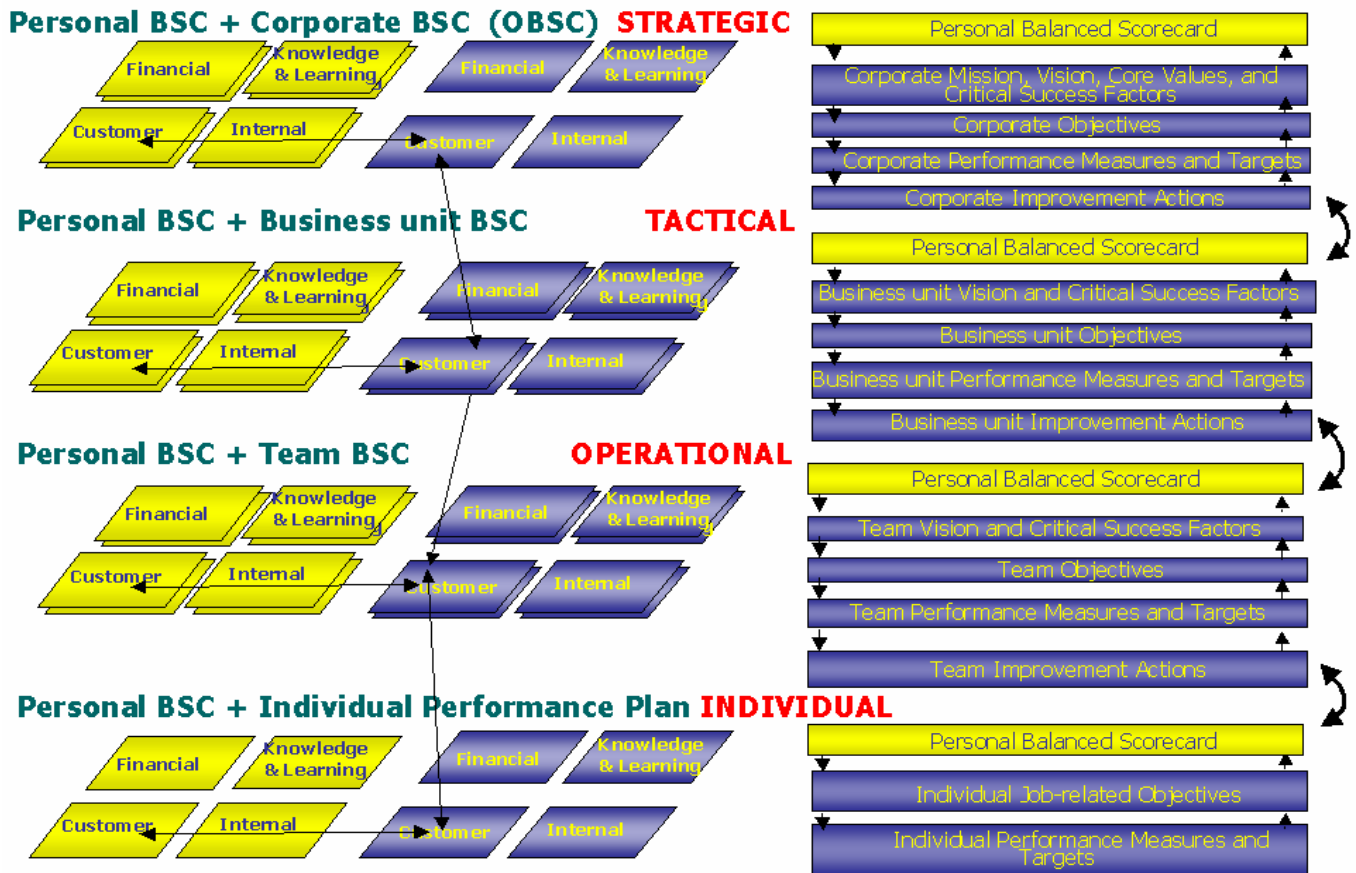 Personal BSC + Corporate BSC (OBSC) STRATEGIC
Financial
Knowledge
& Learning
Financial
Knowledge
& Learning
Customer
Internal
Customer
Internal
Personal Balanced Scorecard
Corporate Mission, Vision, Core Values, and
Critical Success Factors
Corporate Objectives
Corporate Performance Measures and Targets
Corporate Improvement Actions
Personal BSC + Business unit BSC TACTICAL
Financial
Knowledge
& Learning
Financial
Knowledge
& Learning
Customer
Internal
Customer
Internal
Personal Balanced Scorecard
Business unit Vision and Critical Success Factors
Business unit Objectives
Business unit Performance Measures and Targets
Business unit Improvement Actions
Personal BSC + Team BSC OPERATIONAL
Financial
Knowledge
& Learning
Financial
Knowledge
& Learning
Customer
Internal
Customer
Internal
Personal Balanced Scorecard
Team Vision and Critical Success Factors
Team Objectives
Team Performance Measures and Targets
Team Improvement Actions
Personal BSC + Individual Performance Plan INDIVIDUAL
Financial
Knowledge
& Learning
Financial
Knowledge
& Learning
Customer
Internal
Customer
Internal
Personal Balanced Scorecard
Individual Job-related Objectives
Individual Performance Measures and
Targets